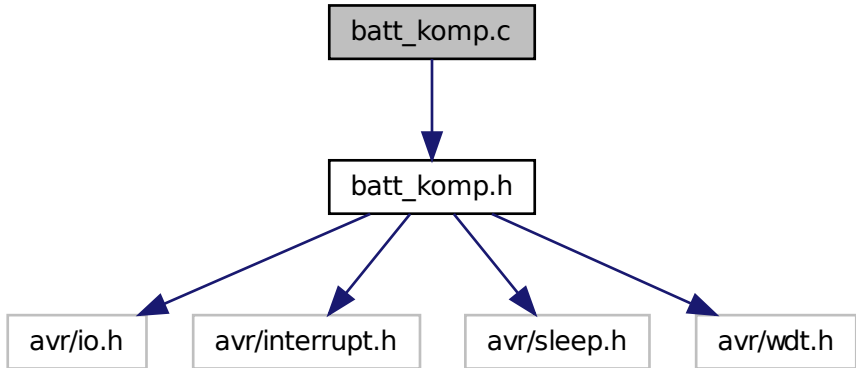 batt_komp.c
batt_komp.h
avr/io.h
avr/interrupt.h
avr/sleep.h
avr/wdt.h